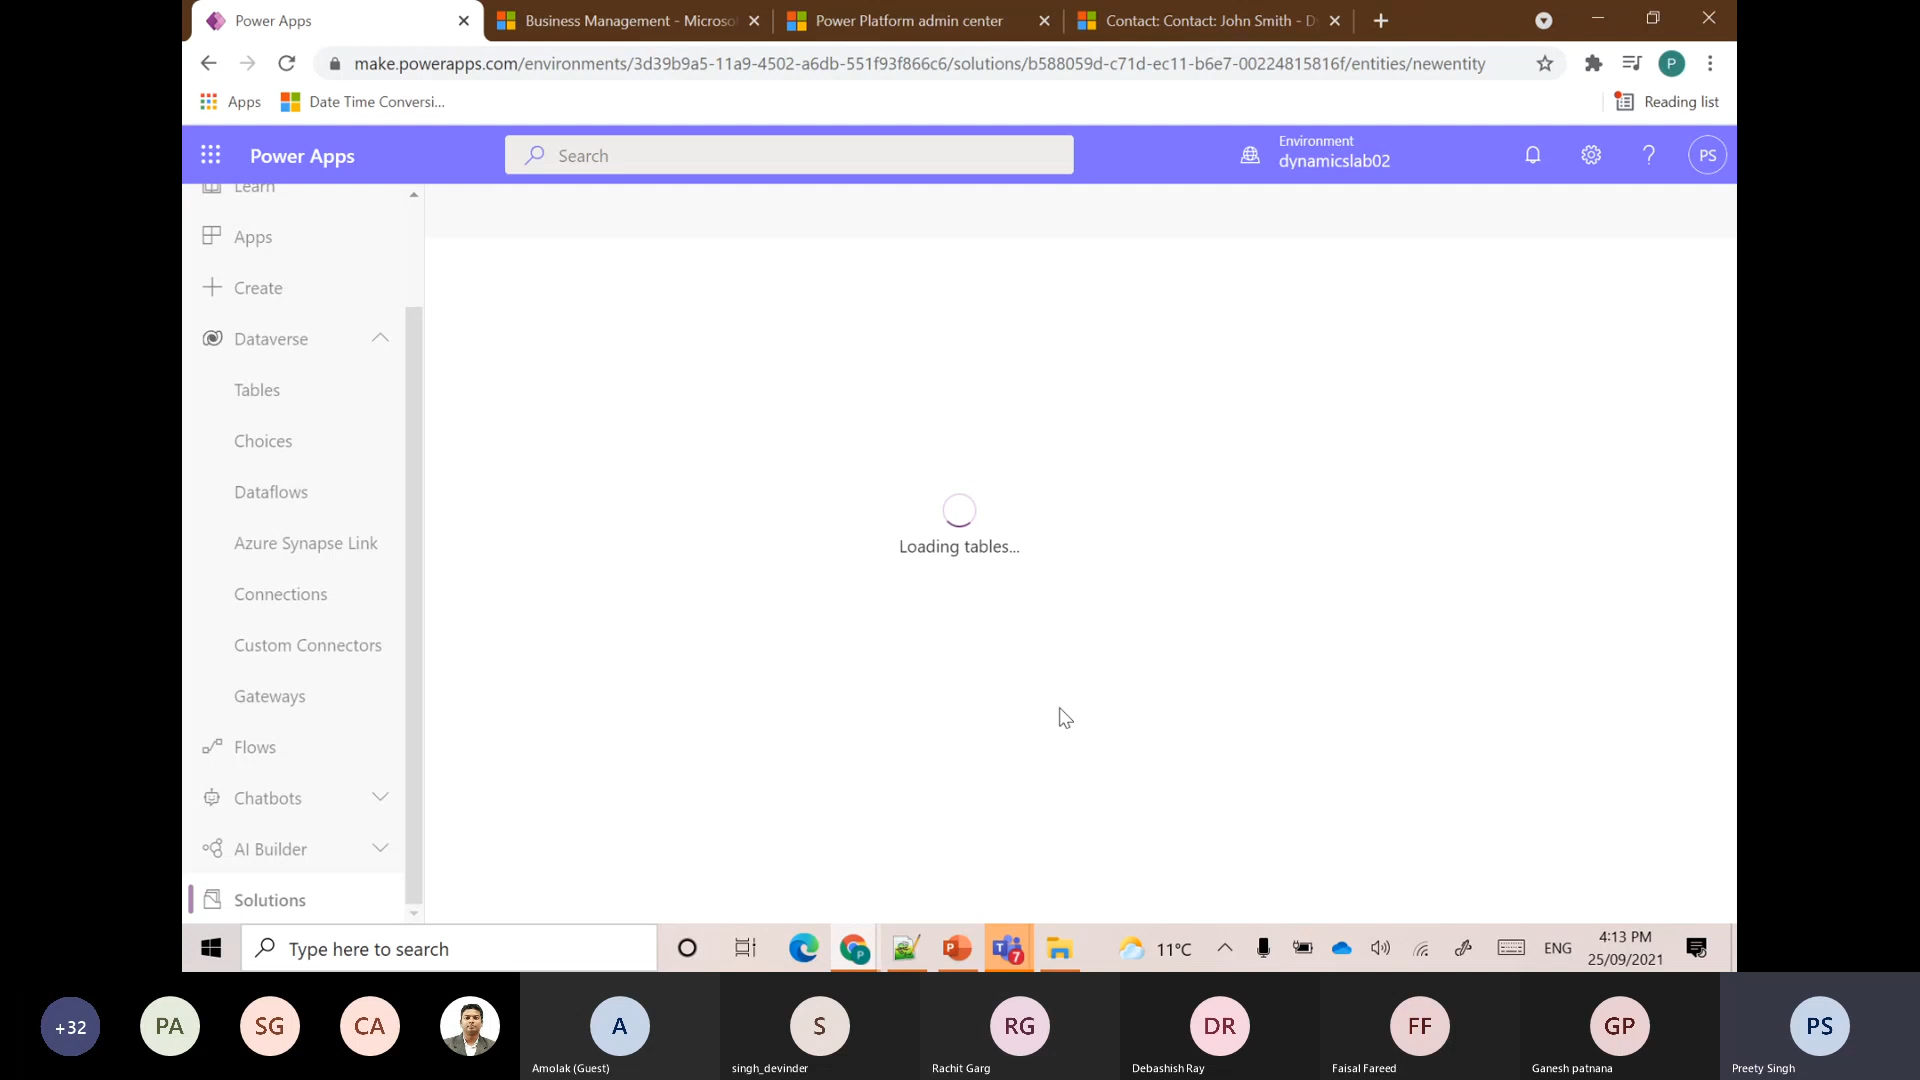 Power Apps
Business Management - Microso
Power Platform admin center
Contact: Contact: John Smith - D
make.powerapps.com/environments/3d39b9a5-11a9-4502-a6db-551f93f866c6/solutions/b588059d-c71d-ec11-b6e7-00224815816f/entities/newentity
P
Apps
Date Time Conversi...
Reading list
Power Apps
Search
Environment
dynamicslab02
?
PS
Learn
Apps
Create
Dataverse
Tables
Choices
Dataflows
Azure Synapse Link
Connections
Custom Connectors
Gateways
Flows
Chatbots
AI Builder
Solutions
Loading tables...
Type here to search
P
7
11°C
ENG
4:13 PM
25/09/2021
+32
PA
SG
CA
A
Amolak (Guest)
S
singh_devinder
RG
Rachit Garg
DR
Debashish Ray
FF
Faisal Fareed
GP
Ganesh patnana
PS
Preety Singh